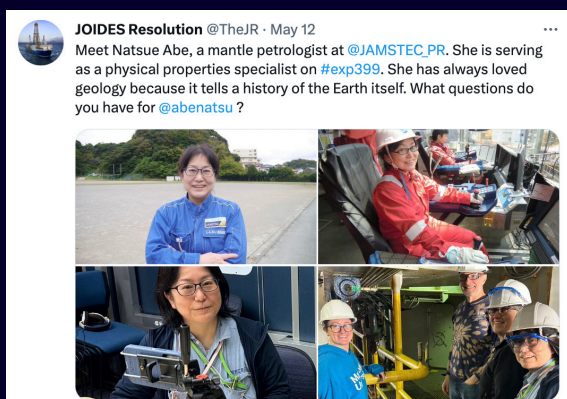 JOIDES Resolution @TheJR · May 12
Meet Natsue Abe, a mantle petrologist at @JAMSTEC_PR. She is serving
as a physical properties specialist on #exp399. She has always loved
geology because it tells a history of the Earth itself. What questions do
you have for @abenatsu ?